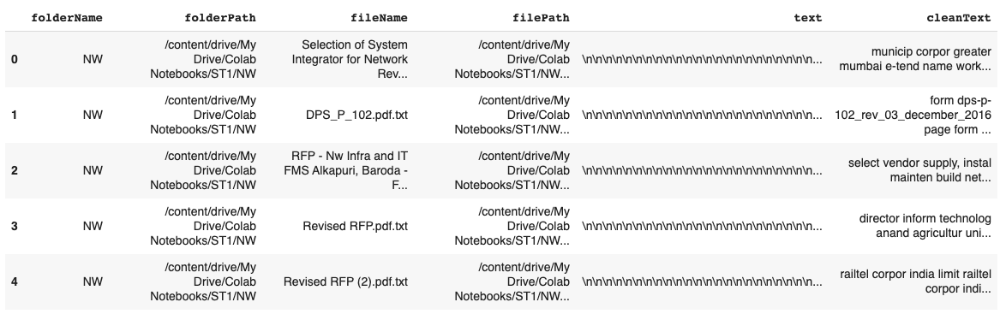 folderName folderPath fileName filePath text cleanText
0
NW
/content/drive/My
Drive/Colab
Notebooks/ST1/NW
Selection of System
Integrator for Network
Rev...
/content/drive/My
Drive/Colab
Notebooks/ST1/NW...
\n\n\n\n\n\n\n\n\n\n\n\n\n\n\n\n\n\n\n\n\n\n\n...
municip corpor greater
mumbai e-tend name work...
1
NW
/content/drive/My
Drive/Colab
Notebooks/ST1/NW
DPS_P_102.pdf.txt
/content/drive/My
Drive/Colab
Notebooks/ST1/NW...
\n\n\n\n\n\n\n\n\n\n\n\n\n\n\n\n\n\n\n\n\n\n\n...
form dps-p-
102_rev_03_december_2016
page form ...
2
NW
/content/drive/My
Drive/Colab
Notebooks/ST1/NW
RFP - Nw Infra and IT
FMS Alkapuri, Baroda -
F...
/content/drive/My
Drive/Colab
Notebooks/ST1/NW...
\n\n\n\n\n\n\n\n\n\n\n\n\n\n\n\n\n\n\n\n\n\n\n...
select vendor supply, instal
mainten build net...
3
NW
/content/drive/My
Drive/Colab
Notebooks/ST1/NW
Revised RFP.pdf.txt
/content/drive/My
Drive/Colab
Notebooks/ST1/NW...
\n\n\n\n\n\n\n\n\n\n\n\n\n\n\n\n\n\n\n\n\n\n\n...
director inform technolog
anand agricultur uni...
4
NW
/content/drive/My
Drive/Colab
Notebooks/ST1/NW
Revised RFP (2).pdf.txt
/content/drive/My
Drive/Colab
Notebooks/ST1/NW...
\n\n\n\n\n\n\n\n\n\n\n\n\n\n\n\n\n\n\n\n\n\n\n...
railtel corpor india limit railtel
corpor indi...